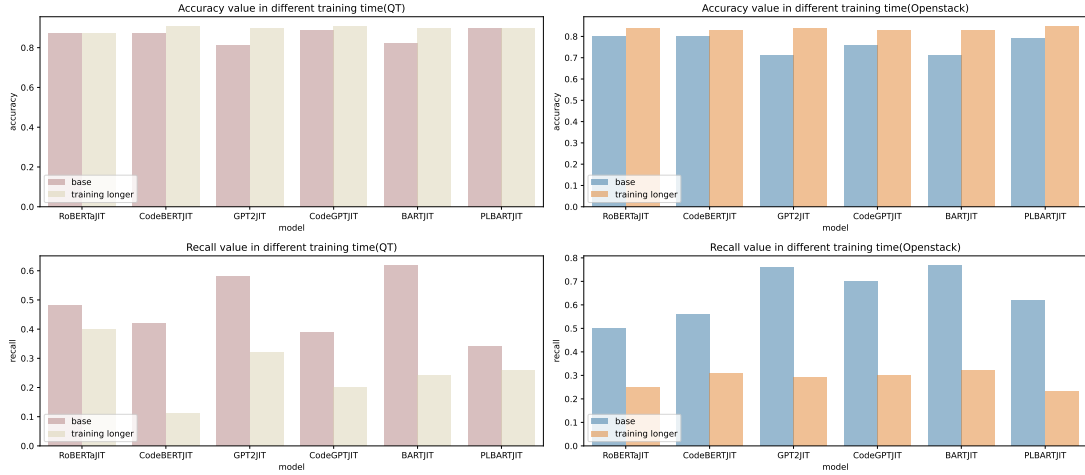 Accuracy value in different training time(QT)
accuracy
0.8
0.6
0.4
0.2
0.0
base
training longer
RoBERTaJIT CodeBERTJIT GPT2JIT CodeGPTJIT BARTJIT PLBARTJIT
model
Accuracy value in different training time(Openstack)
accuracy
0.8
0.7
0.6
0.5
0.4
0.3
0.2
0.1
0.0
base
training longer
RoBERTaJIT CodeBERTJIT GPT2JIT CodeGPTJIT BARTJIT PLBARTJIT
model
Recall value in different training time(QT)
recall
0.6
0.5
0.4
0.3
0.2
0.1
0.0
base
training longer
RoBERTaJIT CodeBERTJIT GPT2JIT CodeGPTJIT BARTJIT PLBARTJIT
model
Recall value in different training time(Openstack)
recall
0.8
0.7
0.6
0.5
0.4
0.3
0.2
0.1
0.0
base
training longer
RoBERTaJIT CodeBERTJIT GPT2JIT CodeGPTJIT BARTJIT PLBARTJIT
model